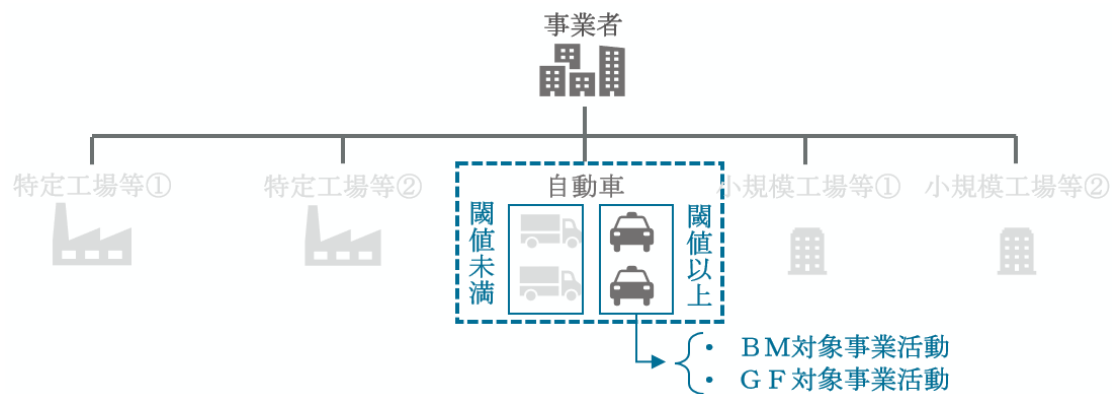 事業者
特定工場等①
特定工場等②
自動車
小規模工場等①
小規模工場等②
閾値未満
閾値以上
・ ＢＭ対象事業活動
・ ＧＦ対象事業活動